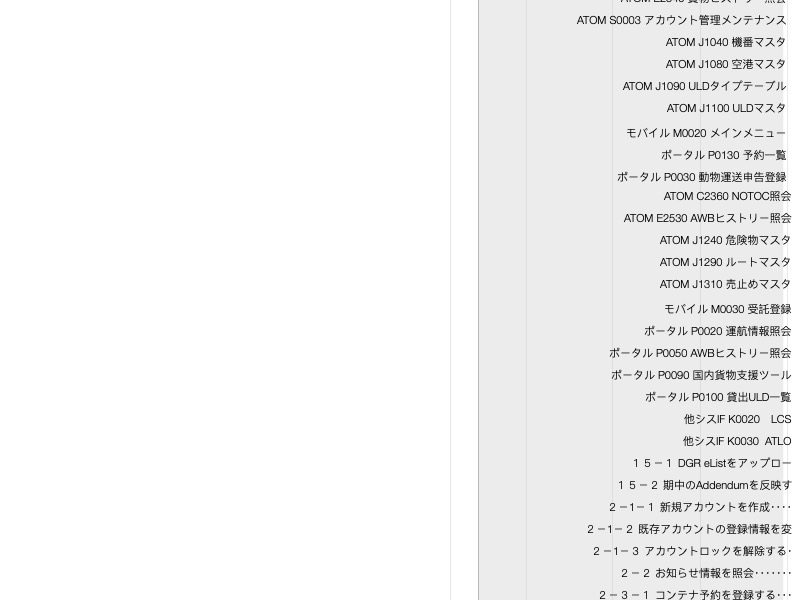 ATOM S0003 アカウント管理メンテナンス
ATOM J1040 機番マスタ
ATOM J1080 空港マスタ
ATOM J1090 ULDタイプテーブル
ATOM J1100 ULDマスタ
モバイル M0020 メインメニュー
ポータル P0130 予約一覧
ポータル P0030 動物運送申告登録
ATOM C2360 NOTOC照会
ATOM E2530 AWBヒストリー照会
ATOM J1240 危険物マスタ
ATOM J1290 ルートマスタ
ATOM J1310 売止めマスタ
モバイル M0030 受託登録
ポータル P0020 運航情報照会
ポータル P0050 AWBヒストリー照会
ポータル P0090 国内貨物支援ツール
ポータル P0100 貸出ULD一覧
他シスIF K0020　LCS
他シスIF K0030 ATLO
１５－１ DGR eListをアップロー
１５－２ 期中のAddendumを反映す
２－1－１ 新規アカウントを作成････
２－1－２ 既存アカウントの登録情報を変
２－1－３ アカウントロックを解除する･
２－２ お知らせ情報を照会･･･････
２－３－１ コンテナ予約を登録する･･･